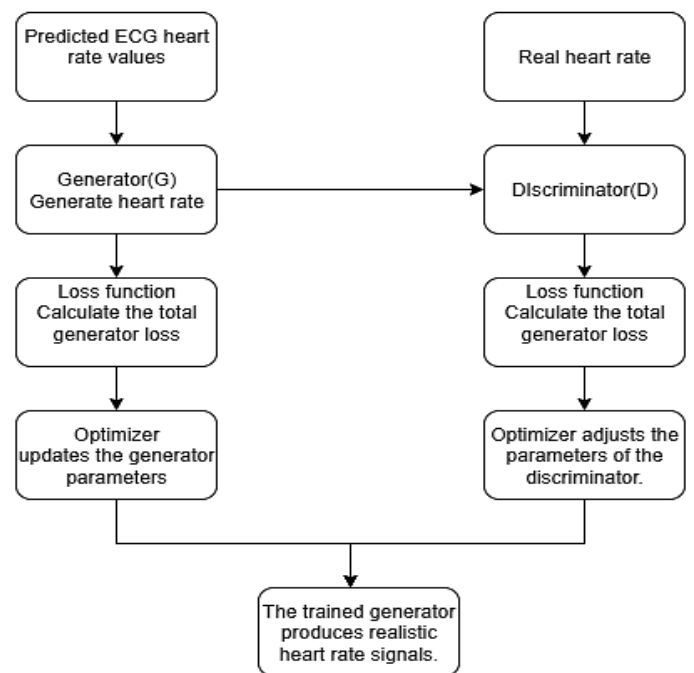 Predicted ECG heart
rate values
Real heart rate
Generator(G)
Generate heart rate
DIscriminator(D)
Loss function
Calculate the total
generator loss
Loss function
Calculate the total
generator loss
Optimizer
updates the generator
parameters
Optimizer adjusts the
parameters of the
discriminator.
The trained generator
produces realistic
heart rate signals.